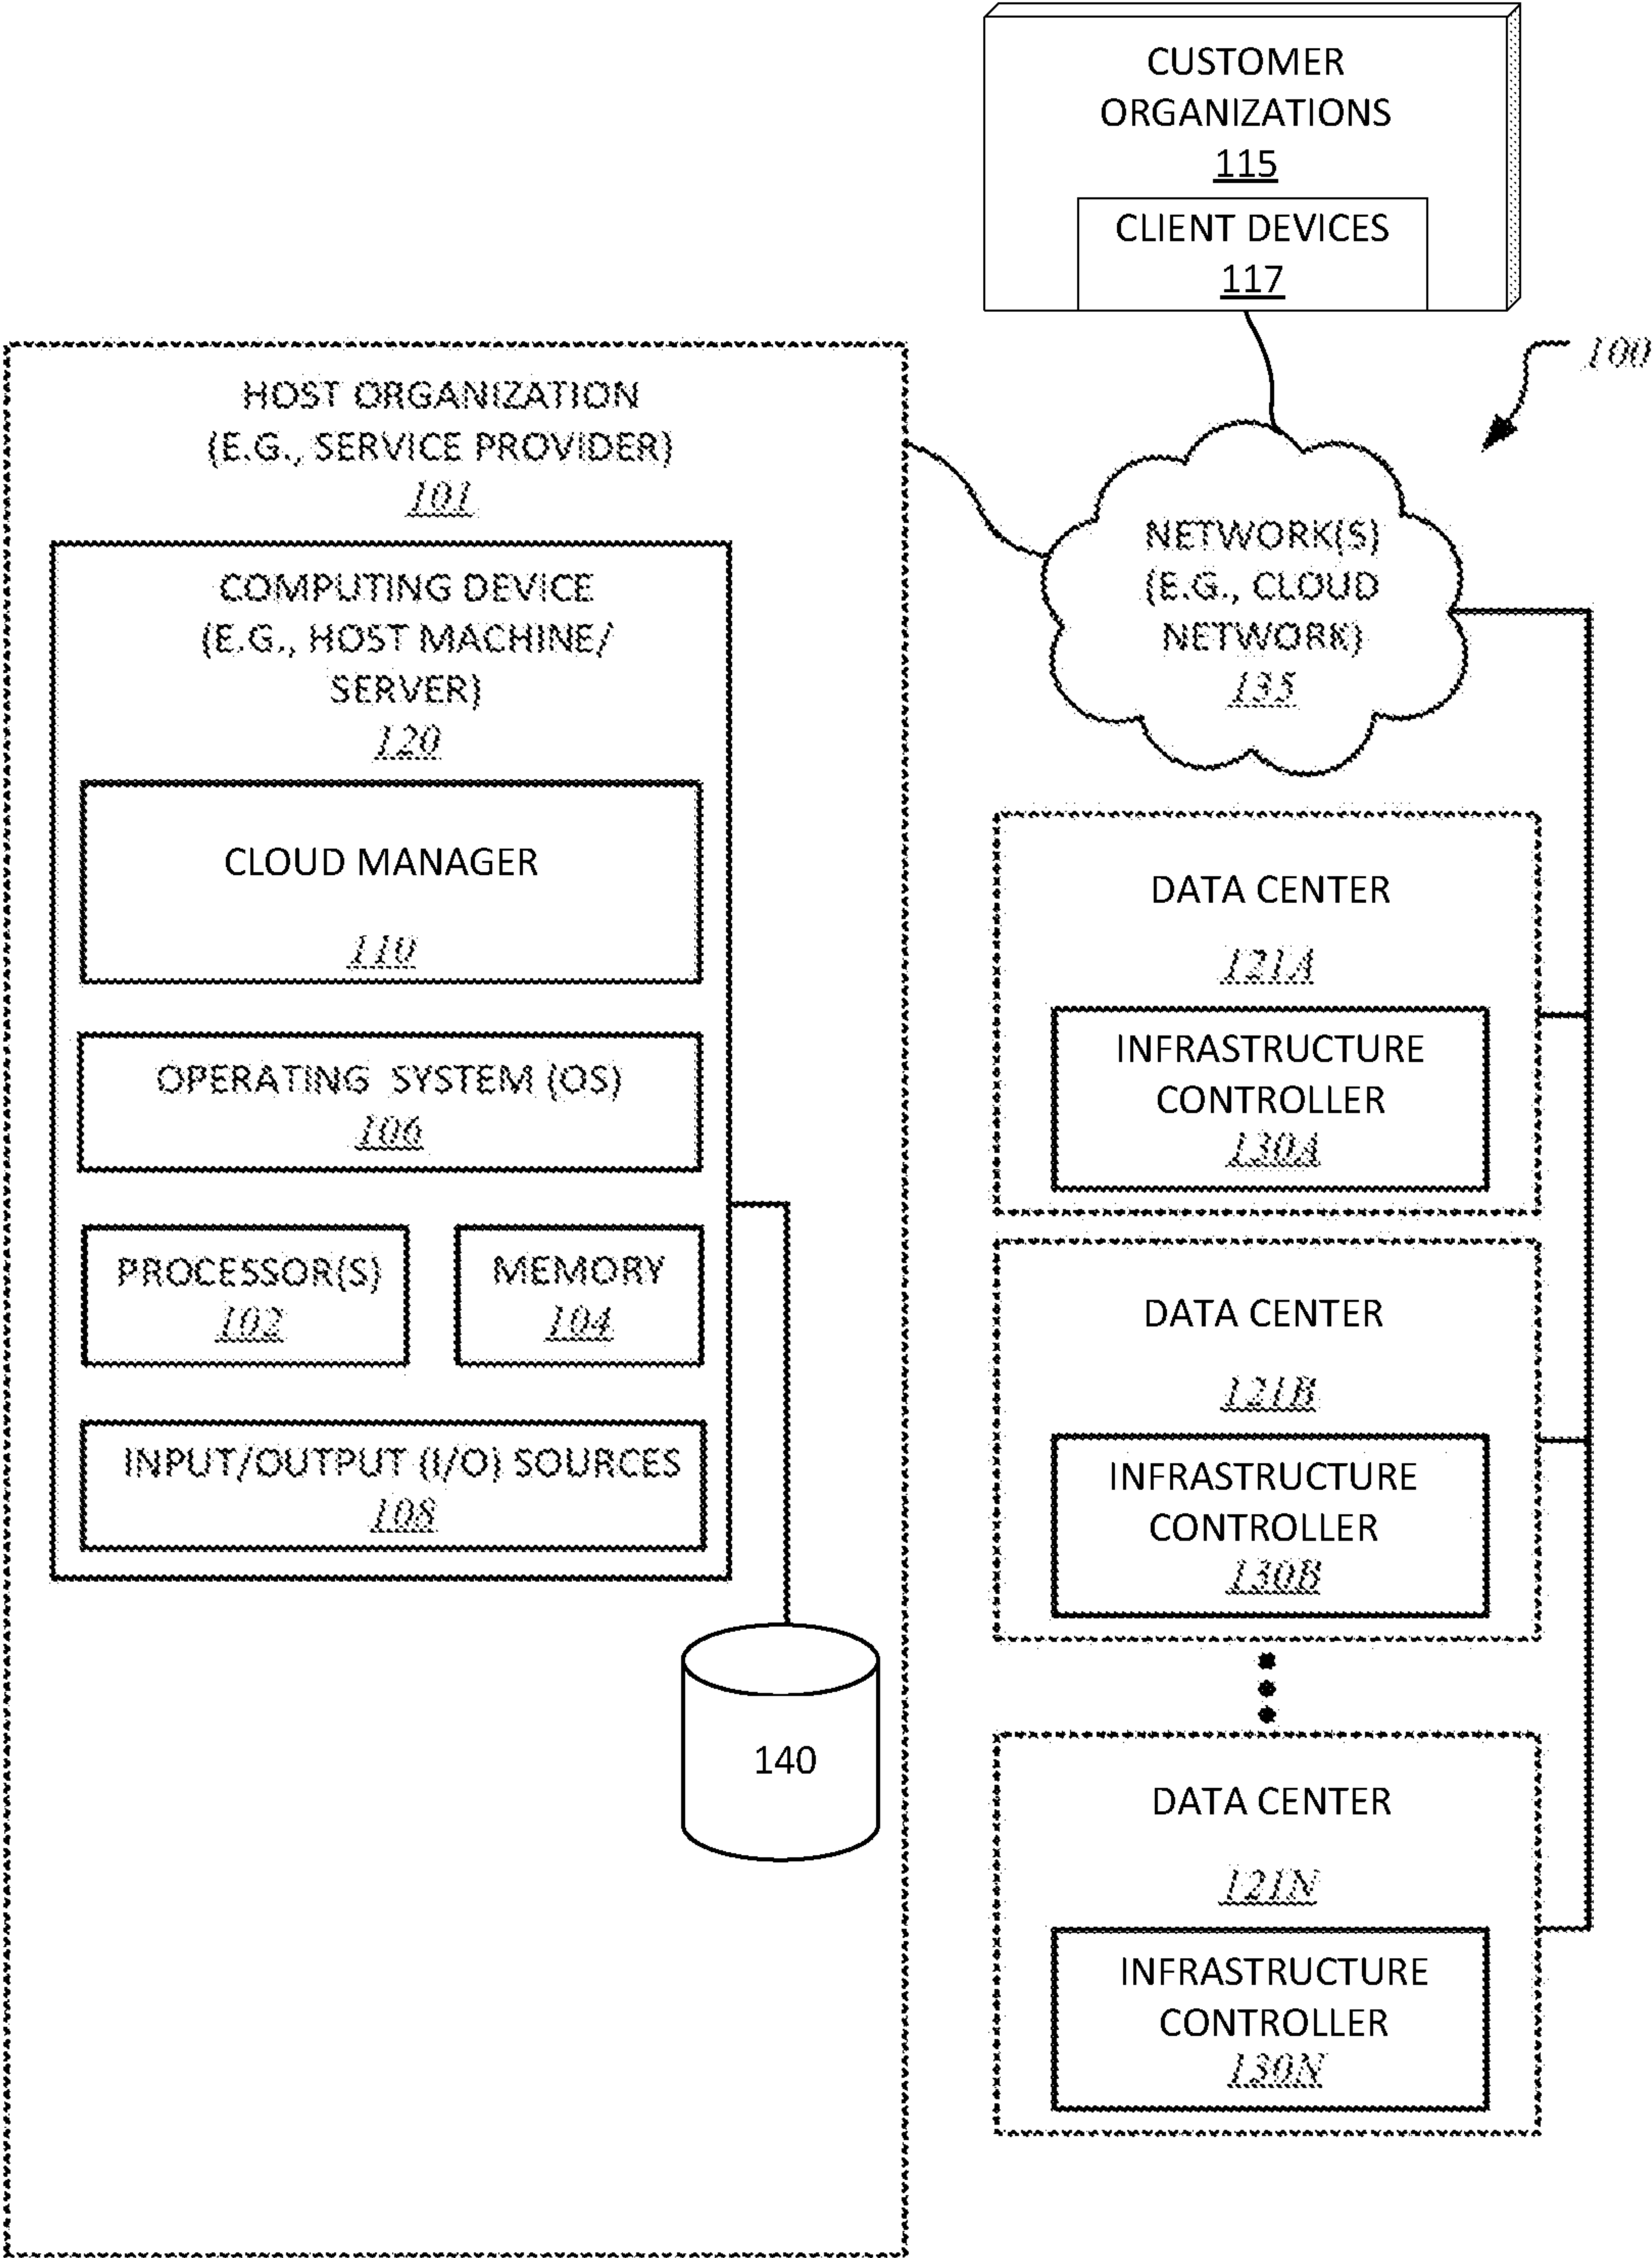 CUSTOMER
ORGANIZATIONS
115
CLIENT DEVICES
117
100
HOST ORGANIZATION
(E.G., SERVICE PROVIDER)
101
COMPUTING DEVICE
(E.G., HOST MACHINE/
SERVER)
120
CLOUD MANAGER
110
OPERATING SYSTEM (OS)
106
PROCESSOR(S)
102
MEMORY
104
INPUT/OUTPUT (I/O) SOURCES
108
140
NETWORK(S)
(E.G., CLOUD
NETWORK)
135
DATA CENTER
121A
INFRASTRUCTURE
CONTROLLER
130A
DATA CENTER
121B
INFRASTRUCTURE
CONTROLLER
130B
DATA CENTER
121N
INFRASTRUCTURE
CONTROLLER
130N